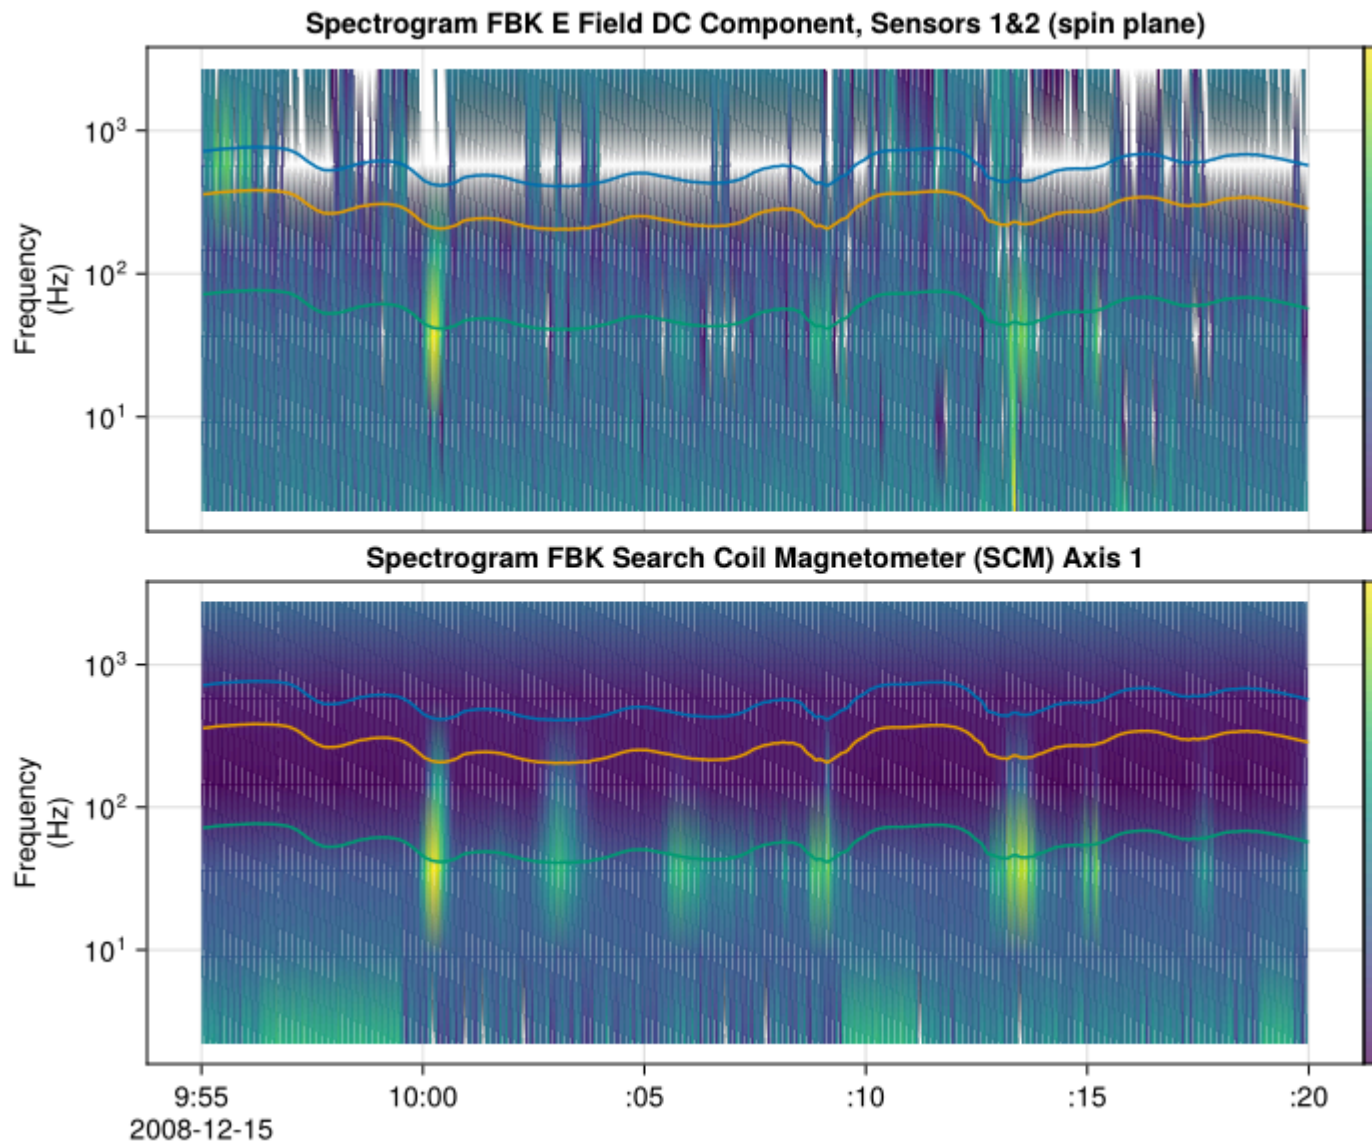 Spectrogram FBK E Field DC Component, Sensors 1&2 (spin plane)
10³
10²
10¹
Frequency
(Hz)
Spectrogram FBK Search Coil Magnetometer (SCM) Axis 1
10³
10²
10¹
Frequency
(Hz)
9:55 10:00 :05 :10 :15 :20
2008-12-15